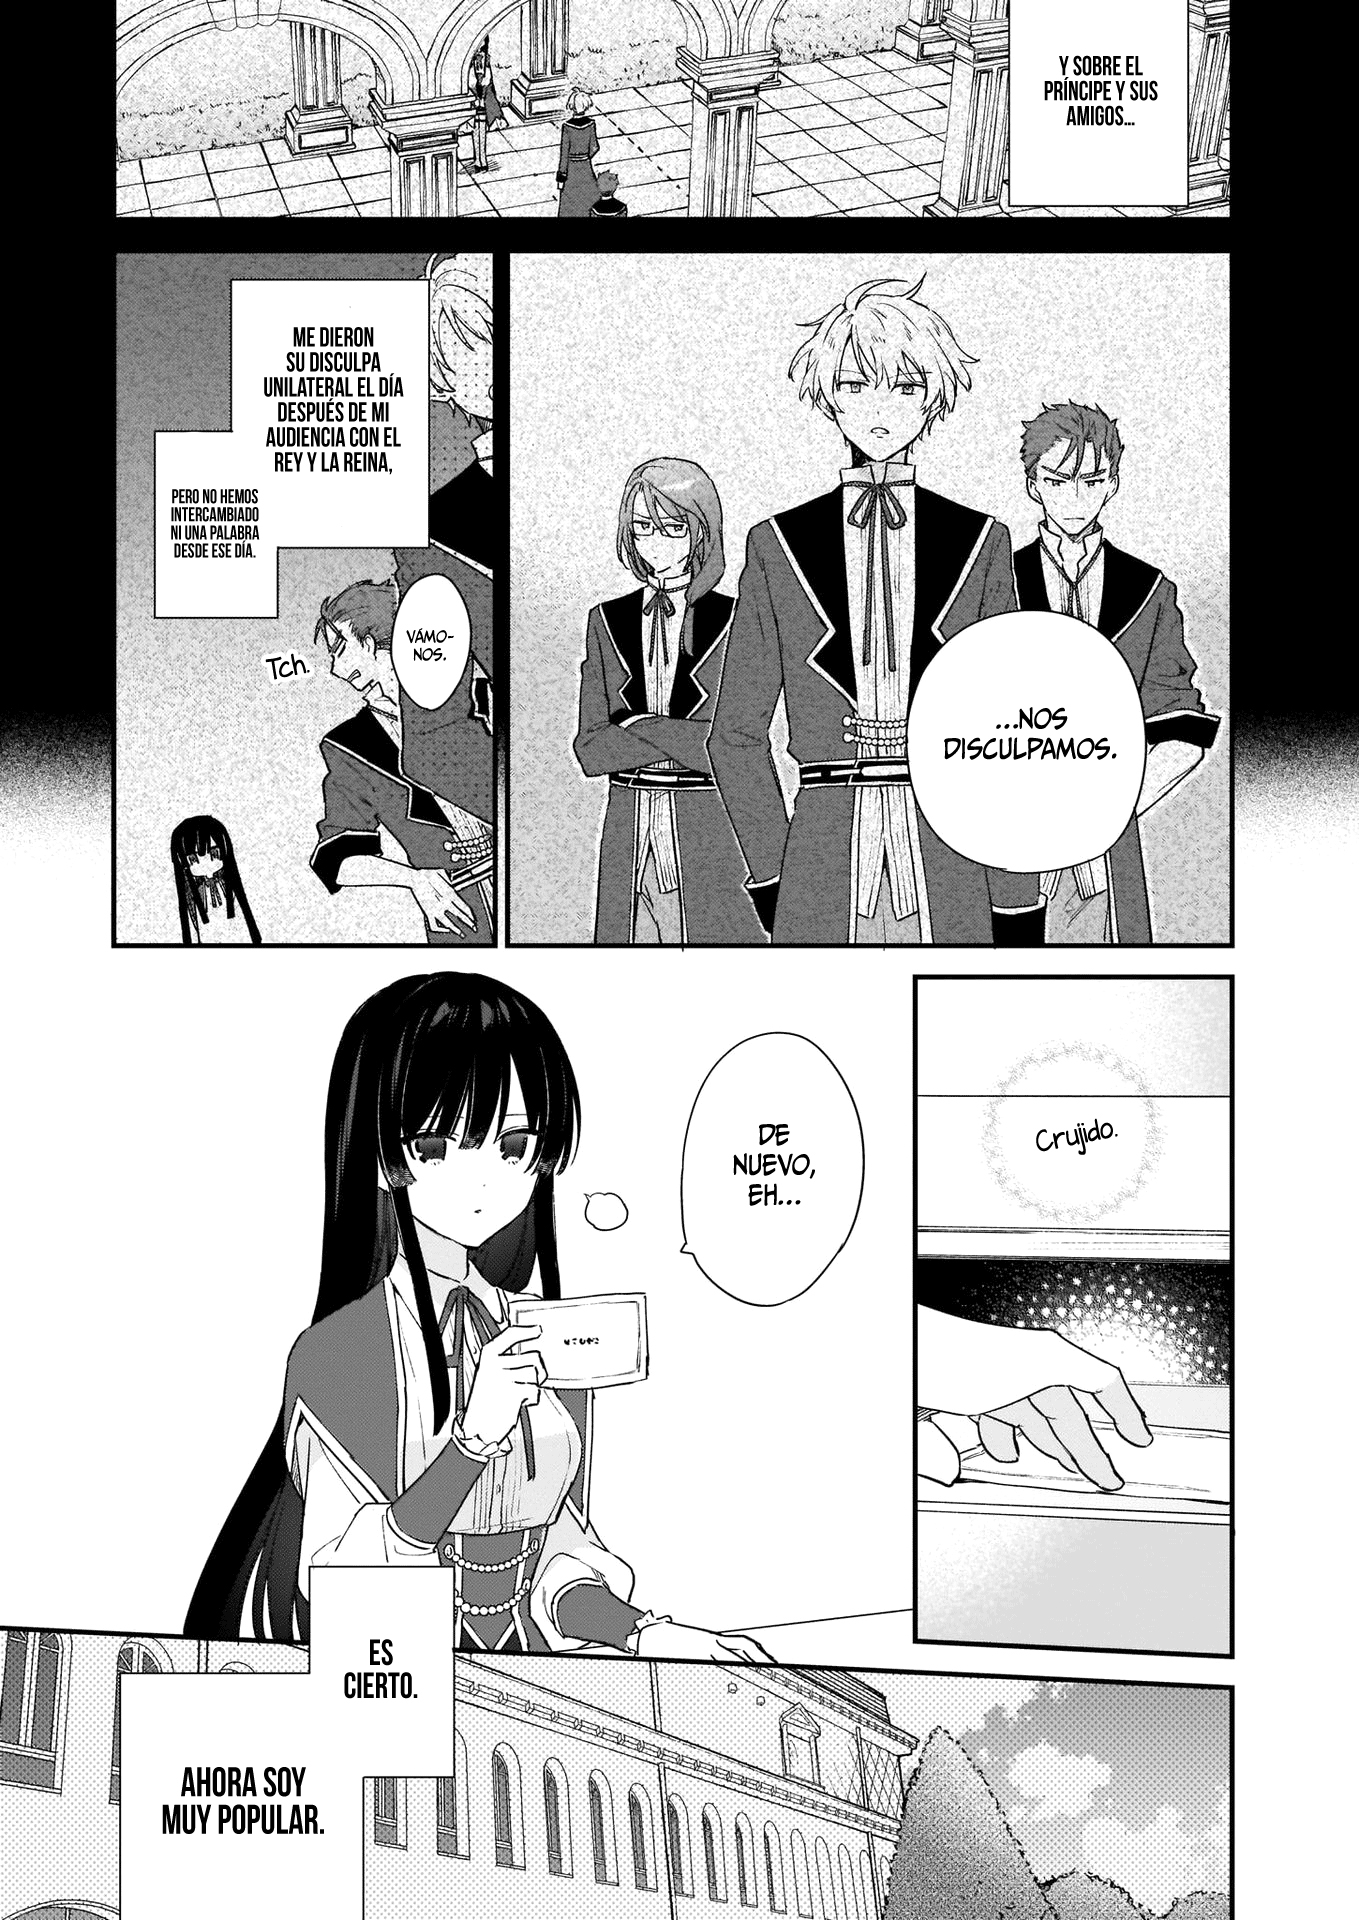 Y SOBRE EL
PRÍNCIPE Y SUS
AMIGOS...
...NOS
DISCULPAMOS.
ME DIERON
SU DISCULPA
UNILATERAL EL DÍA
DESPUÉS DE MI
AUDIENCIA CON EL
REY Y LA REINA,
PERO NO HEMOS
INTERCAMBIADO
NI UNA PALABRA
DESDE ESE DÍA.
VÁMO-
NOS.
Tch.
Crujido.
DE
NUEVO,
EH...
ES
CIERTO.
AHORA SOY
MUY POPULAR.